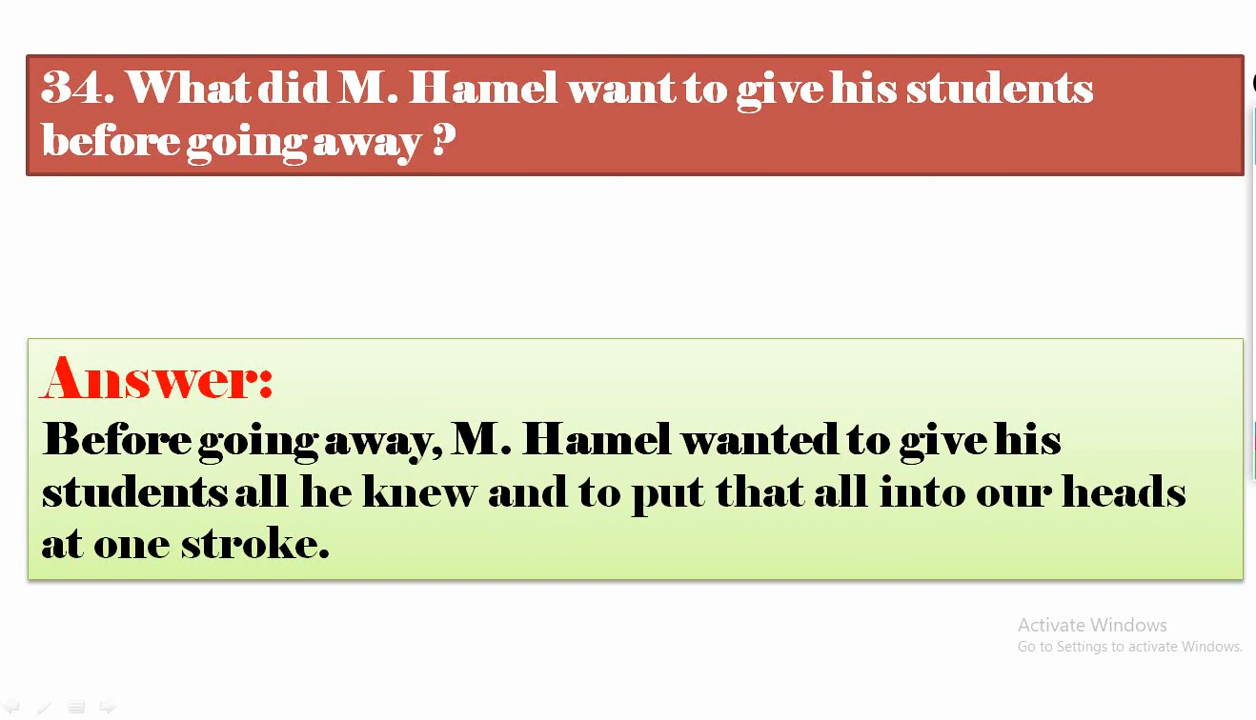 34. What did M. Hamel want to give his students
before going away ?
Answer:
Before going away, M. Hamel wanted to give his
students all he knew and to put that all into our heads
at one stroke.
Activate Windows
Go to Settings to activate Windows.